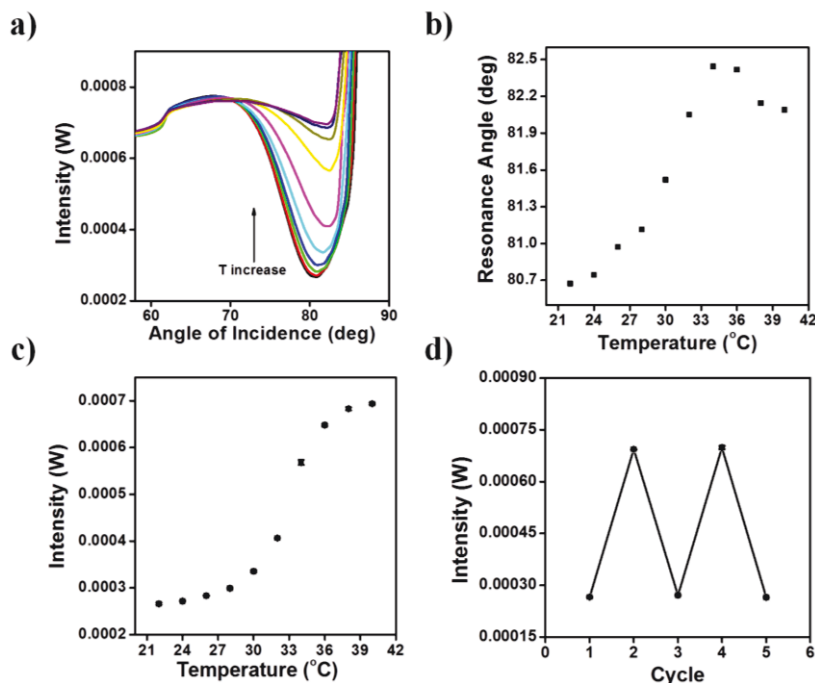 a)
0.0008
0.0006
0.0004
0.0002
Intensity (W)
T increase
60
70
80
90
Angle of Incidence (deg)
b)
82.5
82.2
81.9
81.6
81.3
81.0
80.7
Resonance Angle (deg)
21 24 27 30 33 36 39 42
Temperature (°C)
c)
0.0007
0.0006
0.0005
0.0004
0.0003
0.0002
Intensity (W)
21 24 27 30 33 36 39 42
Temperature (°C)
d)
0.00090
0.00075
0.00060
0.00045
0.00030
0.00015
Intensity (W)
0 1 2 3 4 5 6
Cycle